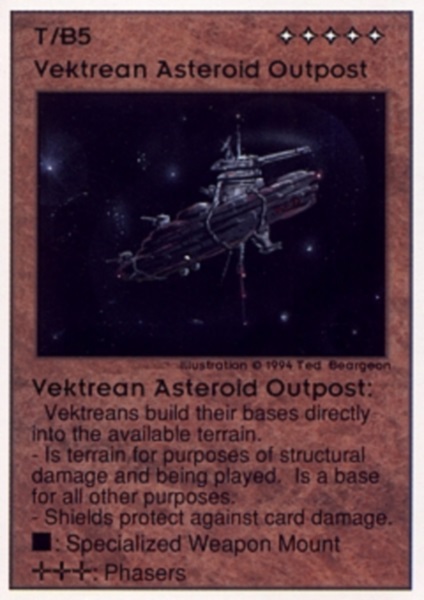 T/B5
Vektrean Asteroid Outpost
Illustration © 1994 Ted Beargeon
Vektrean Asteroid Outpost:
Vektreans build their bases directly
into the available terrain.
- Is terrain for purposes of structural
damage and being played. Is a base
for all other purposes.
- Shields protect against card damage.
■: Specialized Weapon Mount
: Phasers